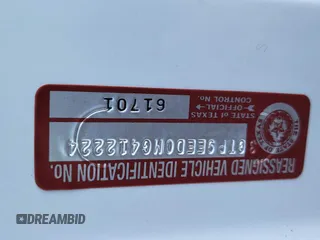 REASSIGNED VEHICLE IDENTIFICATION No.
STATE of TEXAS
OFFICIAL
CONTROL No.
61701
DREAMBID